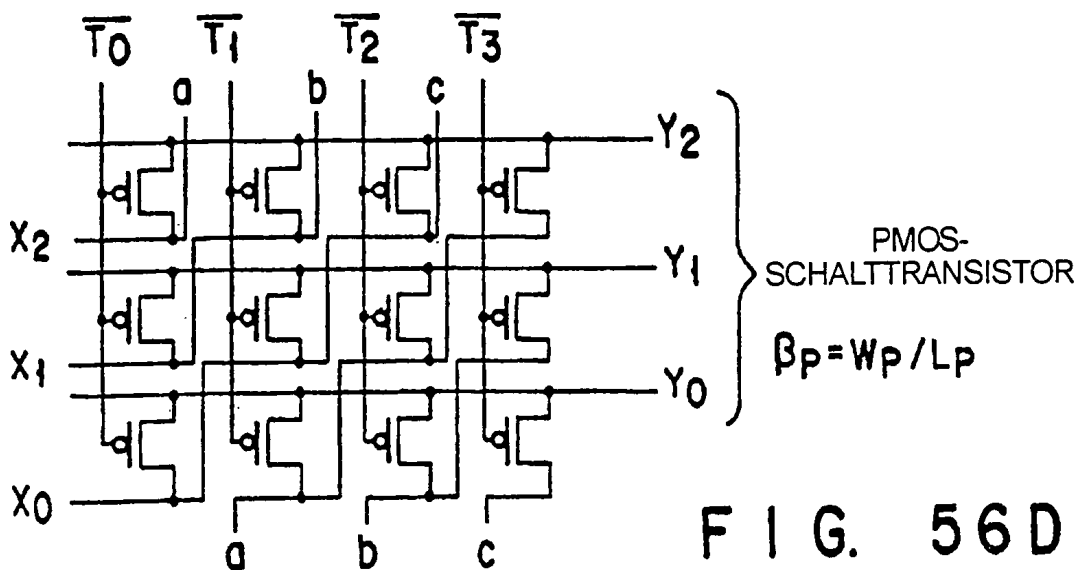 T̅0̅ T̅1̅ T̅2̅ T̅3̅
a b c
Y2
X2
PMOS-
SCHALTTRANSISTOR
Y1
X1
βp=Wp/Lp
Y0
X0
a b c
FIG. 56D